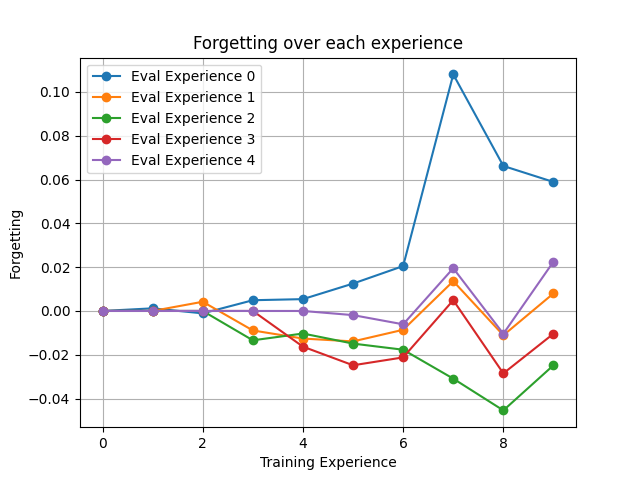 Forgetting over each experience
Eval Experience 0
Eval Experience 1
Eval Experience 2
Eval Experience 3
Eval Experience 4
0.10
0.08
0.06
0.04
0.02
0.00
−0.02
−0.04
Forgetting
0 2 4 6 8
Training Experience